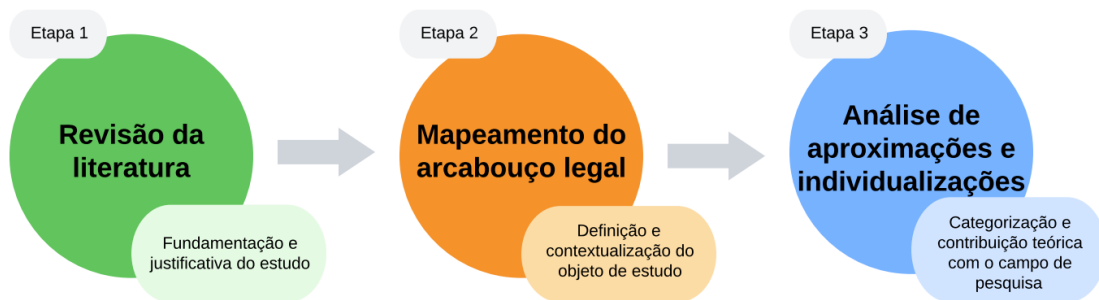 Etapa 1
Revisão da
literatura
Fundamentação e
justificativa do estudo
Etapa 2
Mapeamento do
arcabouço legal
Definição e
contextualização do
objeto de estudo
Etapa 3
Análise de
aproximações e
individualizações
Categorização e
contribuição teórica
com o campo de
pesquisa